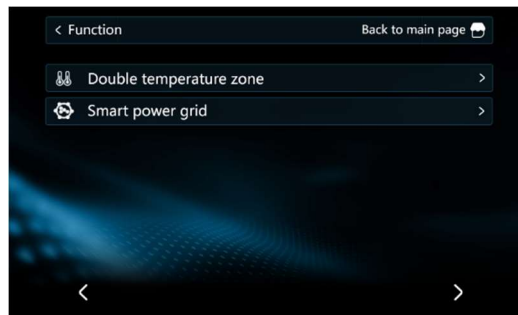 < Function
Back to main page
Double temperature zone >
Smart power grid >
< >